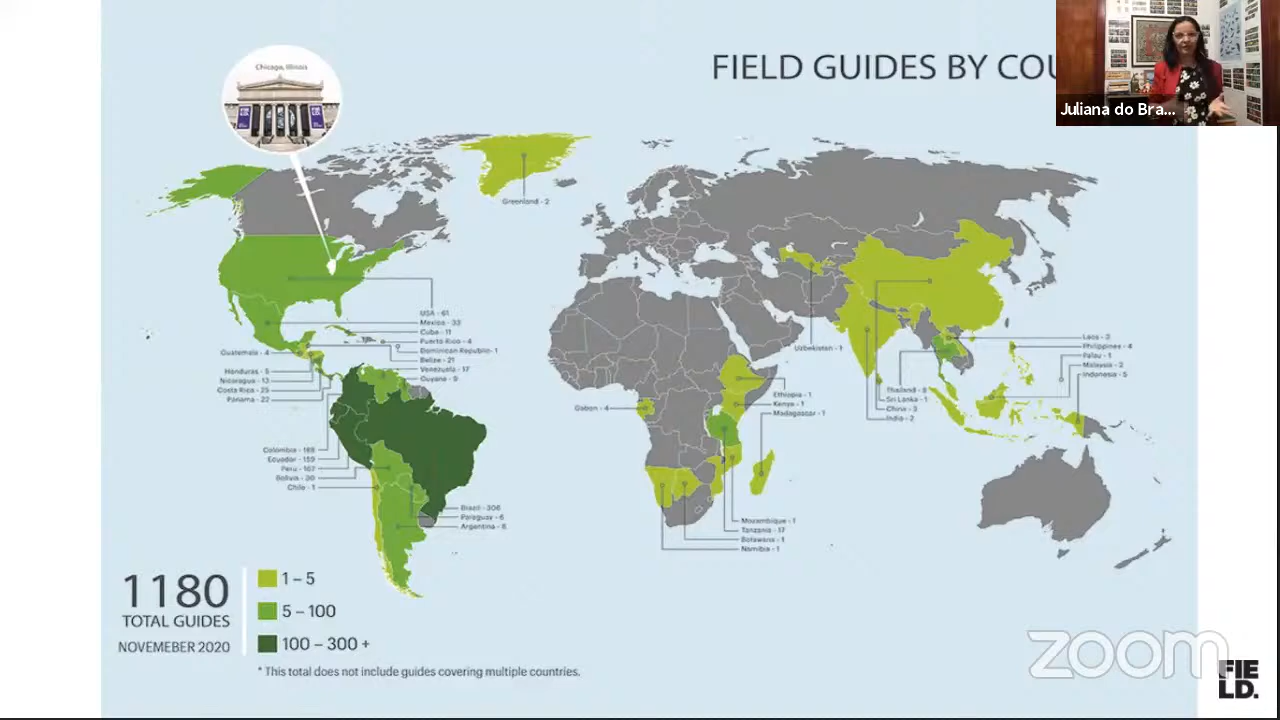 FIELD GUIDES BY COU
Juliana do Bra...
Chicago, Illinois
Greenland - 2
USA - 61
Mexico - 33
Cuba - 11
Puerto Rico - 4
Dominican Republic - 1
Belize - 21
Venezuela - 17
Guyana - 9
Guatemala - 4
Honduras - 5
Nicaragua - 13
Costa Rica - 25
Panama - 22
Colombia - 188
Ecuador - 159
Peru - 167
Bolivia - 20
Chile - 1
Brazil - 306
Paraguay - 6
Argentina - 6
Gabon - 4
Ethiopia - 1
Kenya - 1
Madagascar - 1
Mozambique - 1
Tanzania - 17
Botswana - 1
Namibia - 1
Uzbekistan - 1
Thailand - 8
Sri Lanka - 1
China - 3
India - 2
Laos - 3
Philippines - 4
Palau - 1
Malaysia - 2
Indonesia - 5
1180
TOTAL GUIDES
NOVEMEBER 2020
1 – 5
5 – 100
100 – 300 +
* This total does not include guides covering multiple countries.
zoom
FIE
LD.